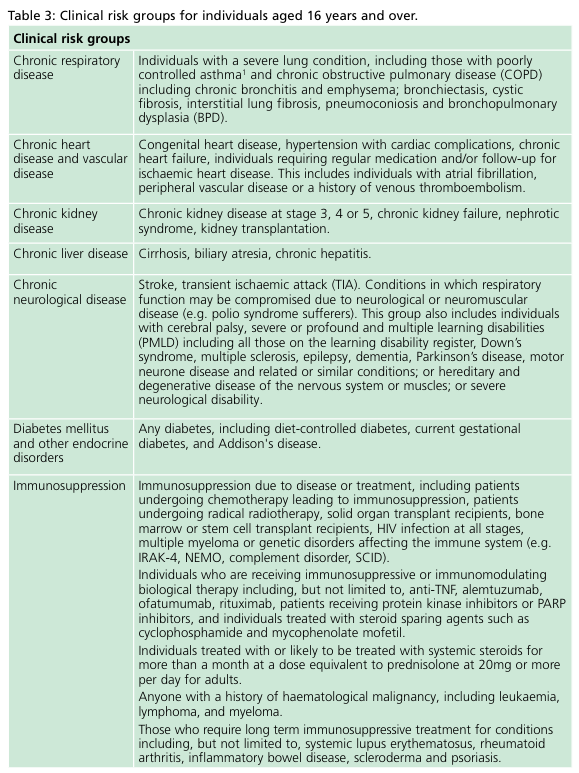 Table 3: Clinical risk groups for individuals aged 16 years and over.
Clinical risk groups
Chronic respiratory
disease
Individuals with a severe lung condition, including those with poorly
controlled asthma¹ and chronic obstructive pulmonary disease (COPD)
including chronic bronchitis and emphysema; bronchiectasis, cystic
fibrosis, interstitial lung fibrosis, pneumoconiosis and bronchopulmonary
dysplasia (BPD).
Chronic heart
disease and vascular
disease
Congenital heart disease, hypertension with cardiac complications, chronic
heart failure, individuals requiring regular medication and/or follow-up for
ischaemic heart disease. This includes individuals with atrial fibrillation,
peripheral vascular disease or a history of venous thromboembolism.
Chronic kidney
disease
Chronic kidney disease at stage 3, 4 or 5, chronic kidney failure, nephrotic
syndrome, kidney transplantation.
Chronic liver disease
Cirrhosis, biliary atresia, chronic hepatitis.
Chronic
neurological disease
Stroke, transient ischaemic attack (TIA). Conditions in which respiratory
function may be compromised due to neurological or neuromuscular
disease (e.g. polio syndrome sufferers). This group also includes individuals
with cerebral palsy, severe or profound and multiple learning disabilities
(PMLD) including all those on the learning disability register, Down's
syndrome, multiple sclerosis, epilepsy, dementia, Parkinson's disease, motor
neurone disease and related or similar conditions; or hereditary and
degenerative disease of the nervous system or muscles; or severe
neurological disability.
Diabetes mellitus
and other endocrine
disorders
Any diabetes, including diet-controlled diabetes, current gestational
diabetes, and Addison's disease.
Immunosuppression
Immunosuppression due to disease or treatment, including patients
undergoing chemotherapy leading to immunosuppression, patients
undergoing radical radiotherapy, solid organ transplant recipients, bone
marrow or stem cell transplant recipients, HIV infection at all stages,
multiple myeloma or genetic disorders affecting the immune system (e.g.
IRAK-4, NEMO, complement disorder, SCID).
Individuals who are receiving immunosuppressive or immunomodulating
biological therapy including, but not limited to, anti-TNF, alemtuzumab,
ofatumumab, rituximab, patients receiving protein kinase inhibitors or PARP
inhibitors, and individuals treated with steroid sparing agents such as
cyclophosphamide and mycophenolate mofetil.
Individuals treated with or likely to be treated with systemic steroids for
more than a month at a dose equivalent to prednisolone at 20mg or more
per day for adults.
Anyone with a history of haematological malignancy, including leukaemia,
lymphoma, and myeloma.
Those who require long term immunosuppressive treatment for conditions
including, but not limited to, systemic lupus erythematosus, rheumatoid
arthritis, inflammatory bowel disease, scleroderma and psoriasis.